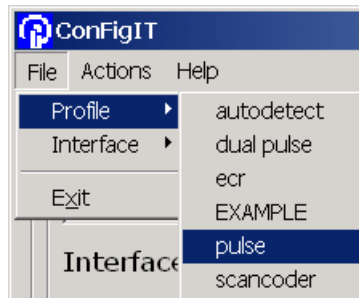 ConFigIT
File Actions Help
Profile
Interface
Exit
autodetect
dual pulse
ecr
EXAMPLE
pulse
scancoder
Interface